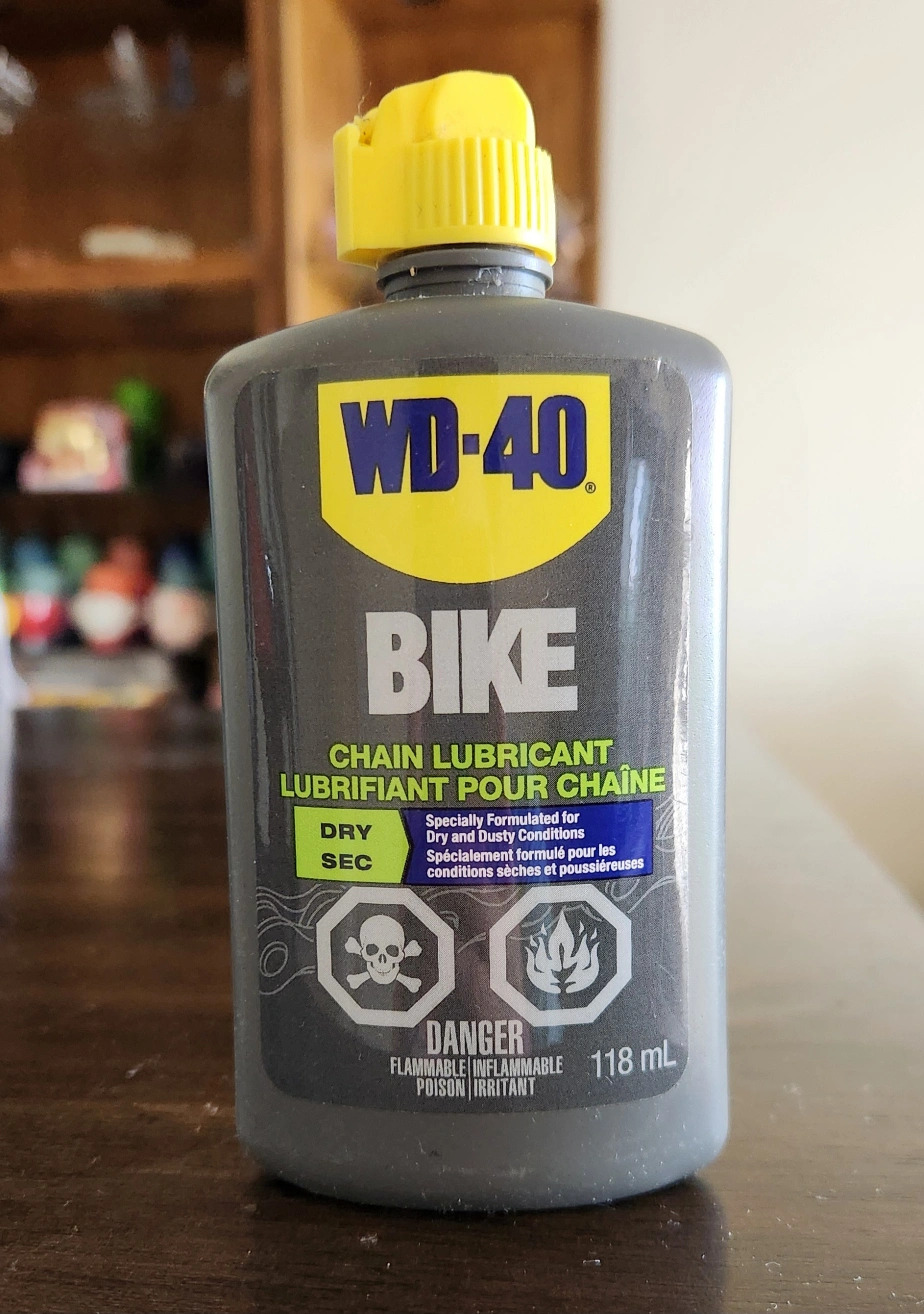 WD-40®
BIKE
CHAIN LUBRICANT
LUBRIFIANT POUR CHAÎNE
DRY
SEC
Specially Formulated for
Dry and Dusty Conditions
Spécialement formulé pour les
conditions sèches et poussiéreuses
DANGER
FLAMMABLE | INFLAMMABLE
POISON | IRRITANT
118 mL